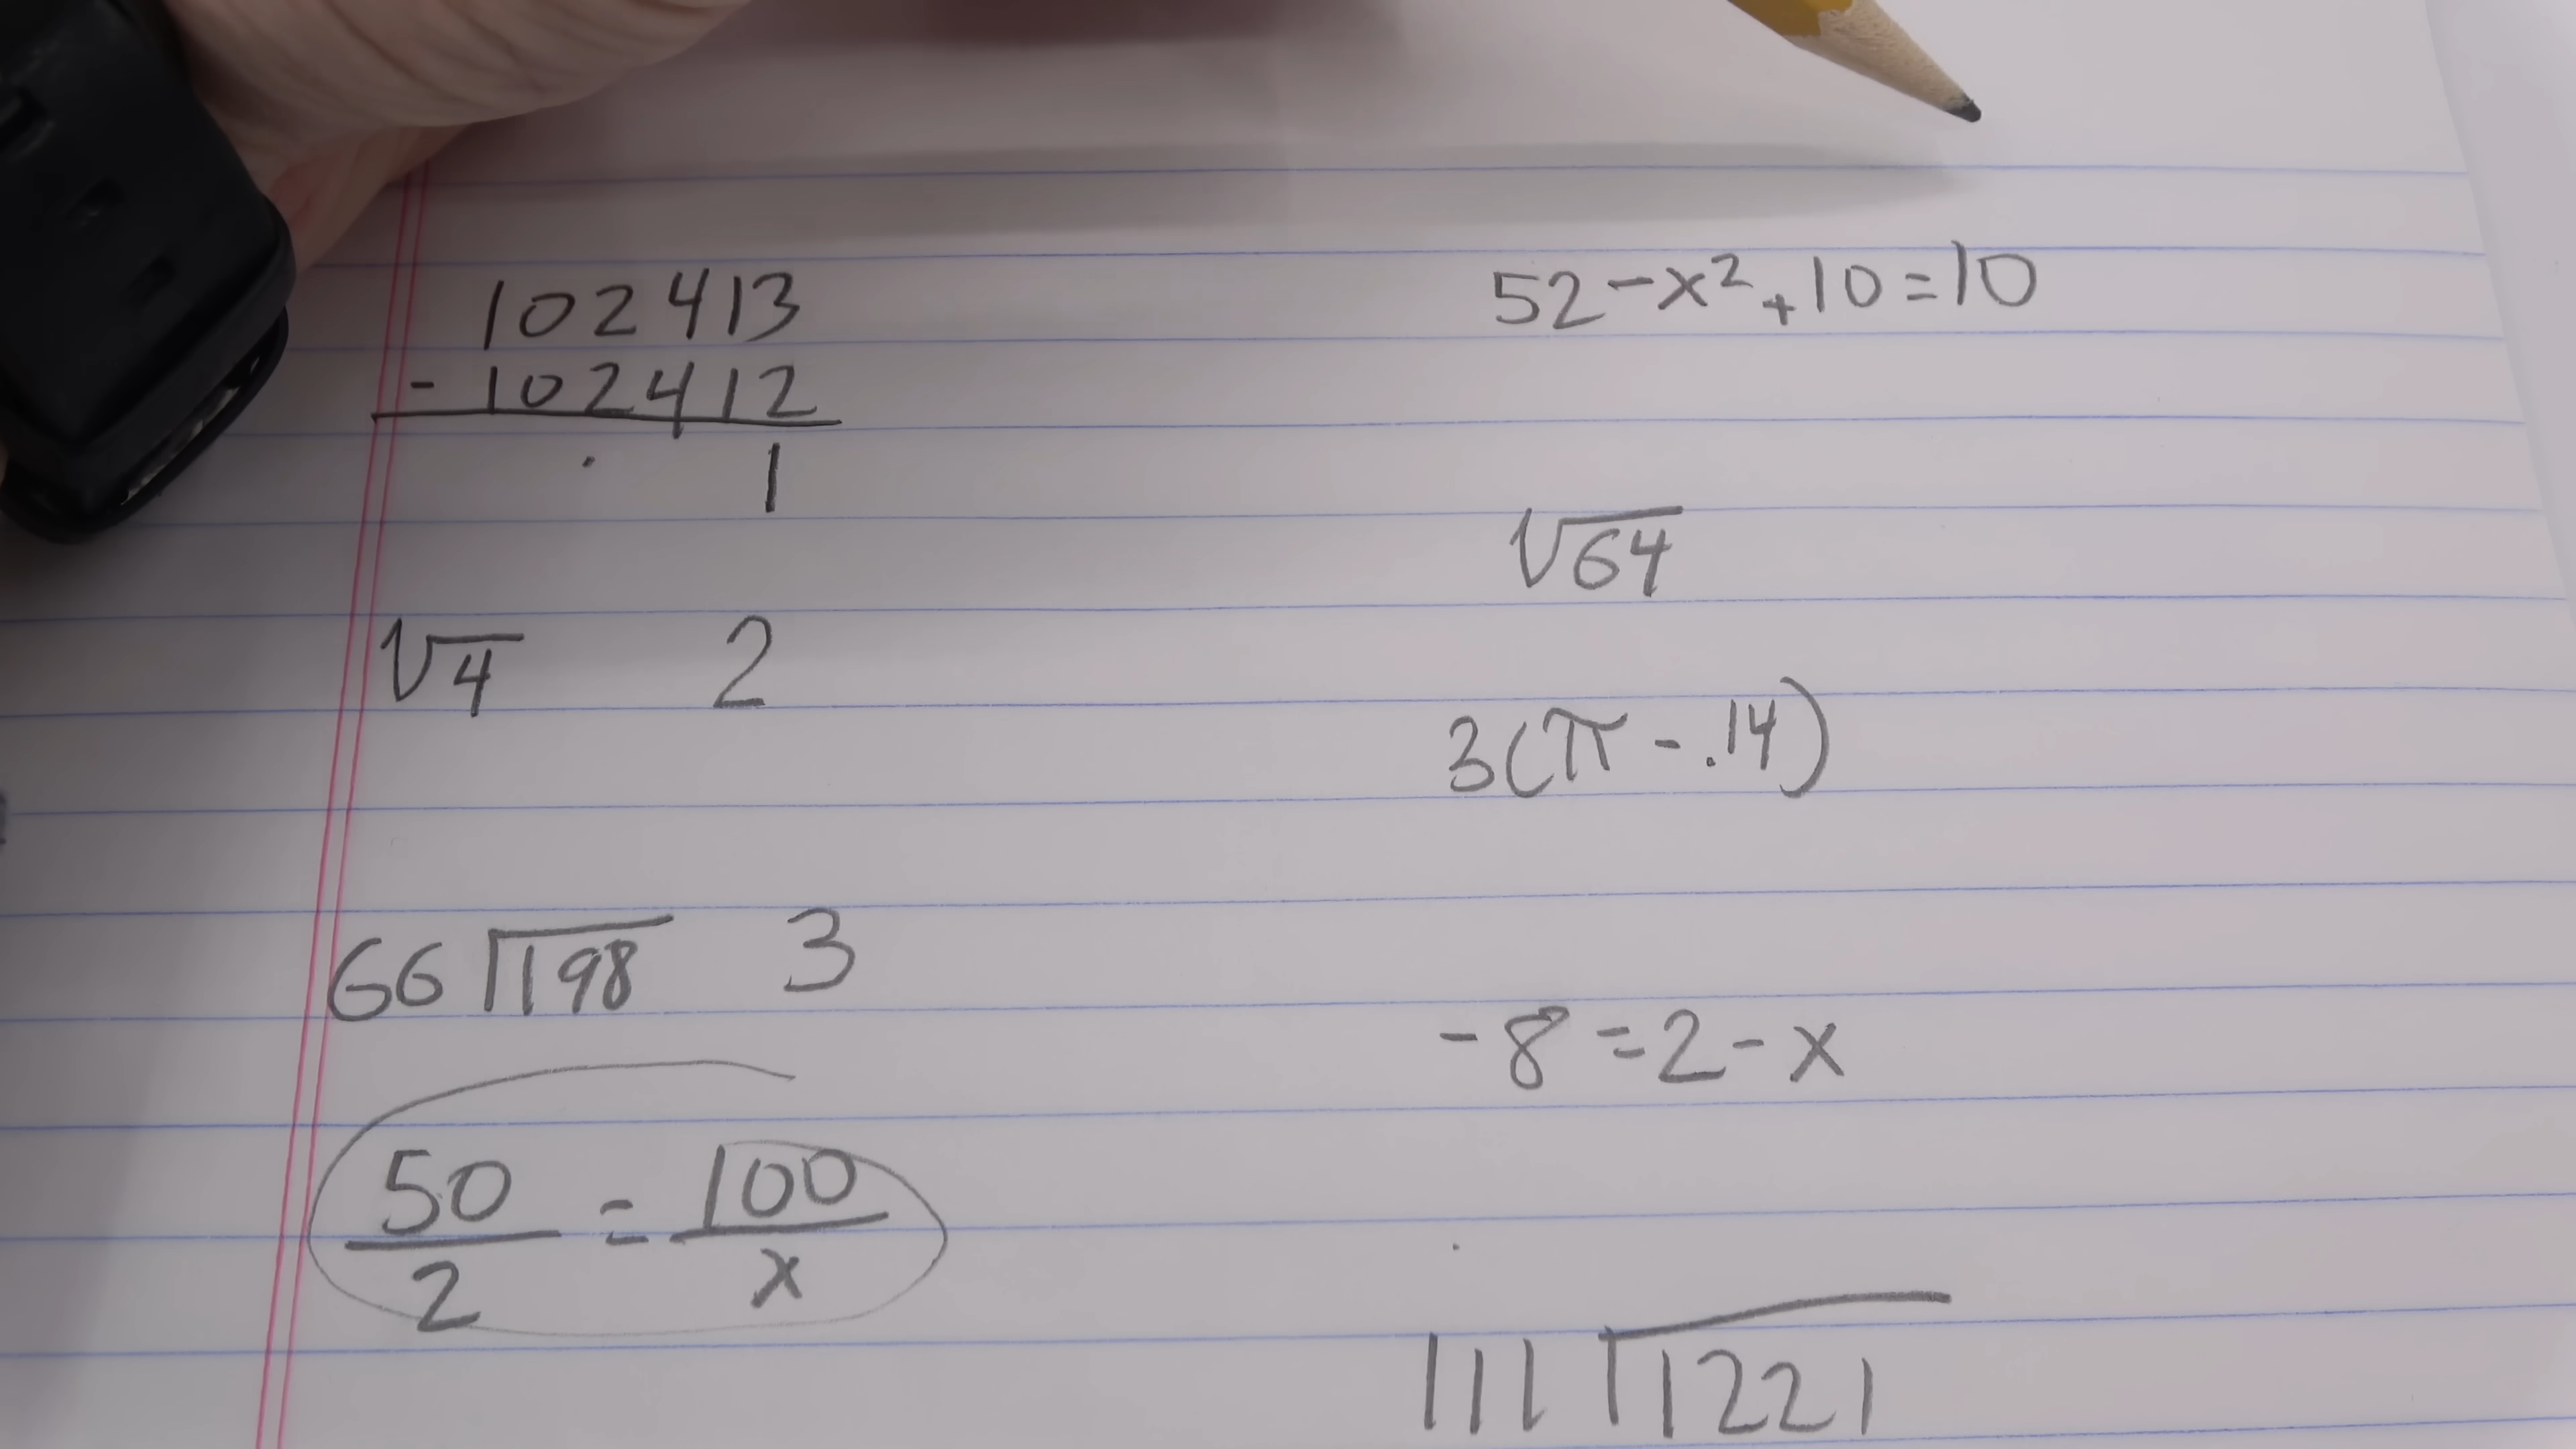 102413
- 102412
1
√4 2
66 ⟌198 3
50/2 = 100/x
52 - x² + 10 = 10
√64
3(π - .14)
-8 = 2 - x
111 ⟌1221